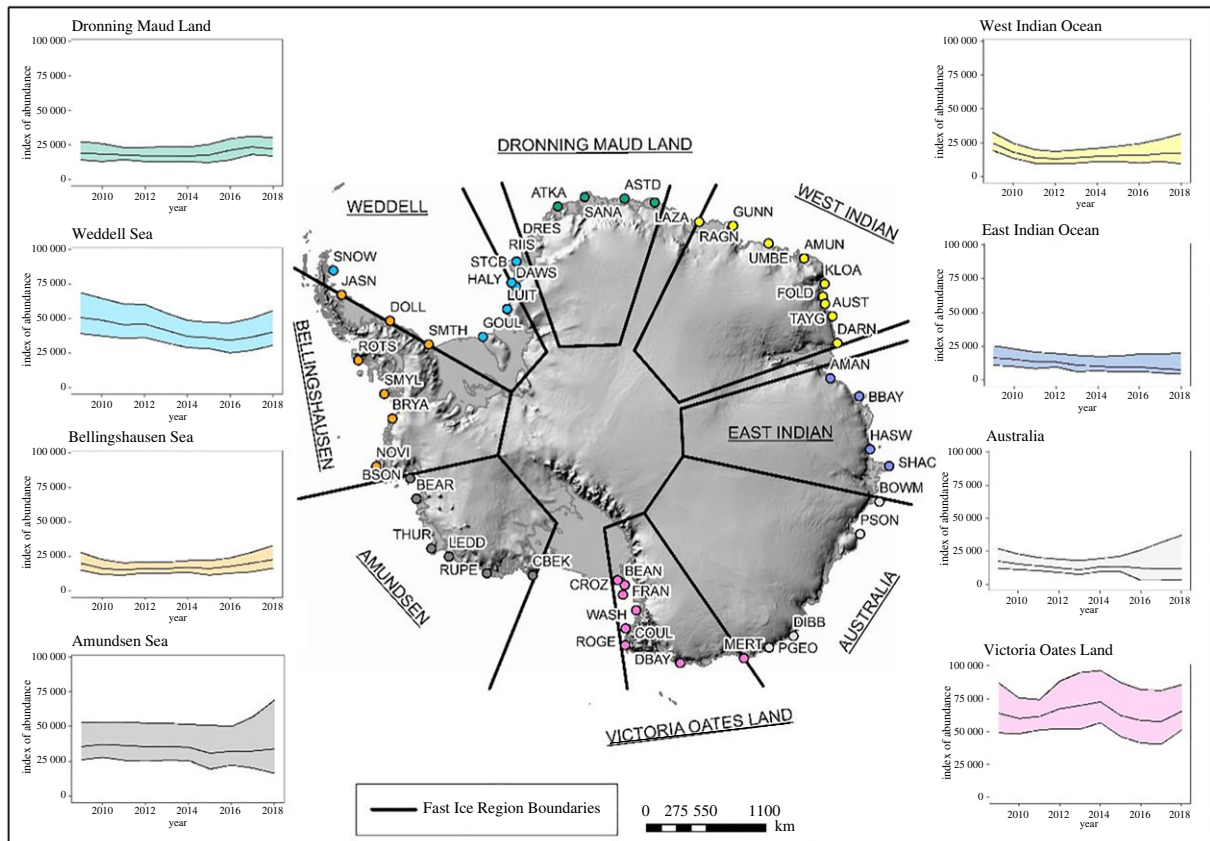 Dronning Maud Land
100 000
75 000
50 000
25 000
0
index of abundance
2010 2012 2014 2016 2018
year
Weddell Sea
100 000
75 000
50 000
25 000
0
index of abundance
2010 2012 2014 2016 2018
year
Bellingshausen Sea
100 000
75 000
50 000
25 000
0
index of abundance
2010 2012 2014 2016 2018
year
Amundsen Sea
100 000
75 000
50 000
25 000
0
index of abundance
2010 2012 2014 2016 2018
year
DRONNING MAUD LAND
WEDDELL
WEST INDIAN
BELLINGSHAUSEN
EAST INDIAN
AMUNDSEN
AUSTRALIA
VICTORIA OATES LAND
ATKA
ASTD
SANA
LAZA
DRES
RIIS
STCB
DAWS
HALY
LUIT
GOUL
SNOW
JASN
DOLL
SMTH
ROTS
SMYL
BRYA
NOVI
BSON
BEAR
THUR
LEDD
RUPE
CBEK
RAGN
GUNN
UMBE
AMUN
KLOA
FOLD
AUST
TAYG
DARN
AMAN
BBAY
HASW
SHAC
BOWM
PSON
DIBB
PGEO
MERT
DBAY
BEAN
CROZ
FRAN
WASH
COUL
ROGE
Fast Ice Region Boundaries
0 275 550 1100
km
West Indian Ocean
100 000
75 000
50 000
25 000
0
index of abundance
2010 2012 2014 2016 2018
year
East Indian Ocean
100 000
75 000
50 000
25 000
0
index of abundance
2010 2012 2014 2016 2018
year
Australia
100 000
75 000
50 000
25 000
0
index of abundance
2010 2012 2014 2016 2018
year
Victoria Oates Land
100 000
75 000
50 000
25 000
0
index of abundance
2010 2012 2014 2016 2018
year